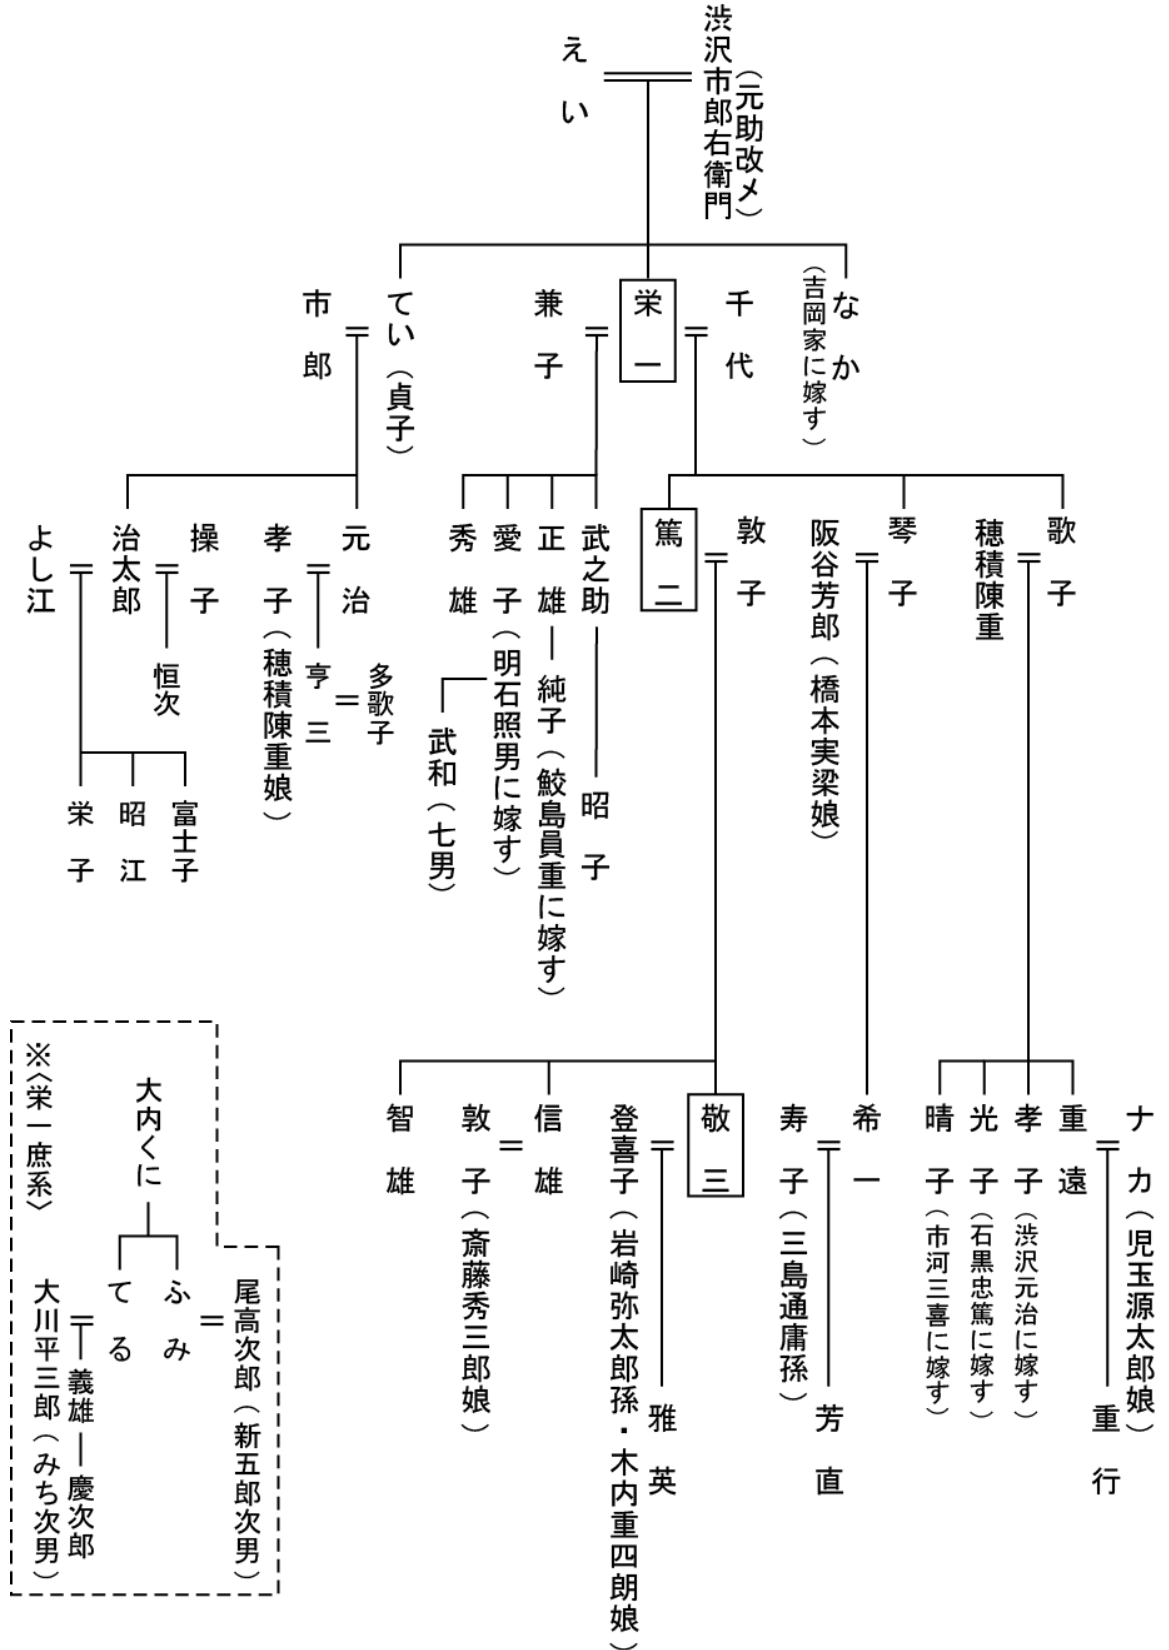 渋沢市郎右衛門
（元助改メ）
えい
なか
（吉岡家に嫁す）
千代
栄一
兼子
てい（貞子）
市郎
歌子
穂積陳重
琴子
阪谷芳郎（橋本実梁娘）
敦子
篤二
武之助
昭子
正雄
純子（鮫島員重に嫁す）
愛子（明石照男に嫁す）
武和（七男）
秀雄
元治
孝子（穂積陳重娘）
亨三
多歌子
操子
治太郎
恒次
よし江
富士子
昭江
栄子
ナカ（児玉源太郎娘）
重遠
重行
孝子（渋沢元治に嫁す）
光子（石黒忠篤に嫁す）
晴子（市河三喜に嫁す）
希一
寿子（三島通庸孫）
芳直
敬三
登喜子（岩崎弥太郎孫・木内重四朗娘）
雅英
信雄
敦子（斎藤秀三郎娘）
智雄
※〈栄一庶系〉
大内くに
尾高次郎（新五郎次男）
ふみ
てる
大川平三郎（みち次男）
義雄
慶次郎